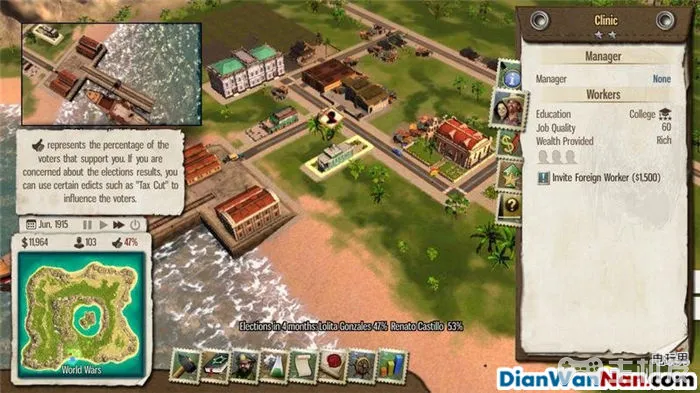 represents the percentage of the
voters that support you. If you are
concerned about the elections results, you
can use certain edicts such as "Tax Cut" to
influence the voters.
Jun. 1915
$ 11,964
103
47%
World Wars
Elections in 4 months: Lolita Gonzales 47% Renato Castillo 53%
Clinic
Manager
Manager None
Workers
Education College
Job Quality 60
Wealth Provided Rich
Invite Foreign Worker ($1,500)
电玩男
DianWanNan.com